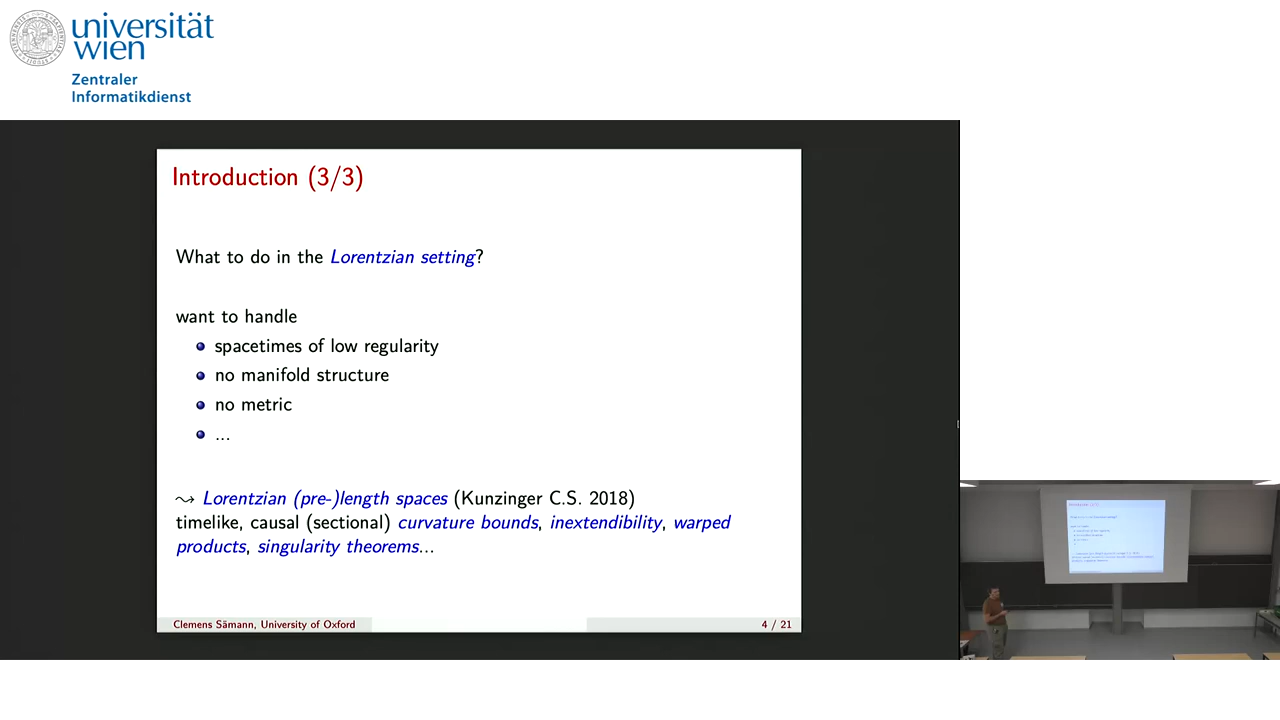 universität
wien
Zentraler
Informatikdienst
Introduction (3/3)
What to do in the Lorentzian setting?
want to handle
spacetimes of low regularity
no manifold structure
no metric
...
⤳ Lorentzian (pre-)length spaces (Kunzinger C.S. 2018)
timelike, causal (sectional) curvature bounds, inextendibility, warped
products, singularity theorems...
Clemens Sämann, University of Oxford
4 / 21